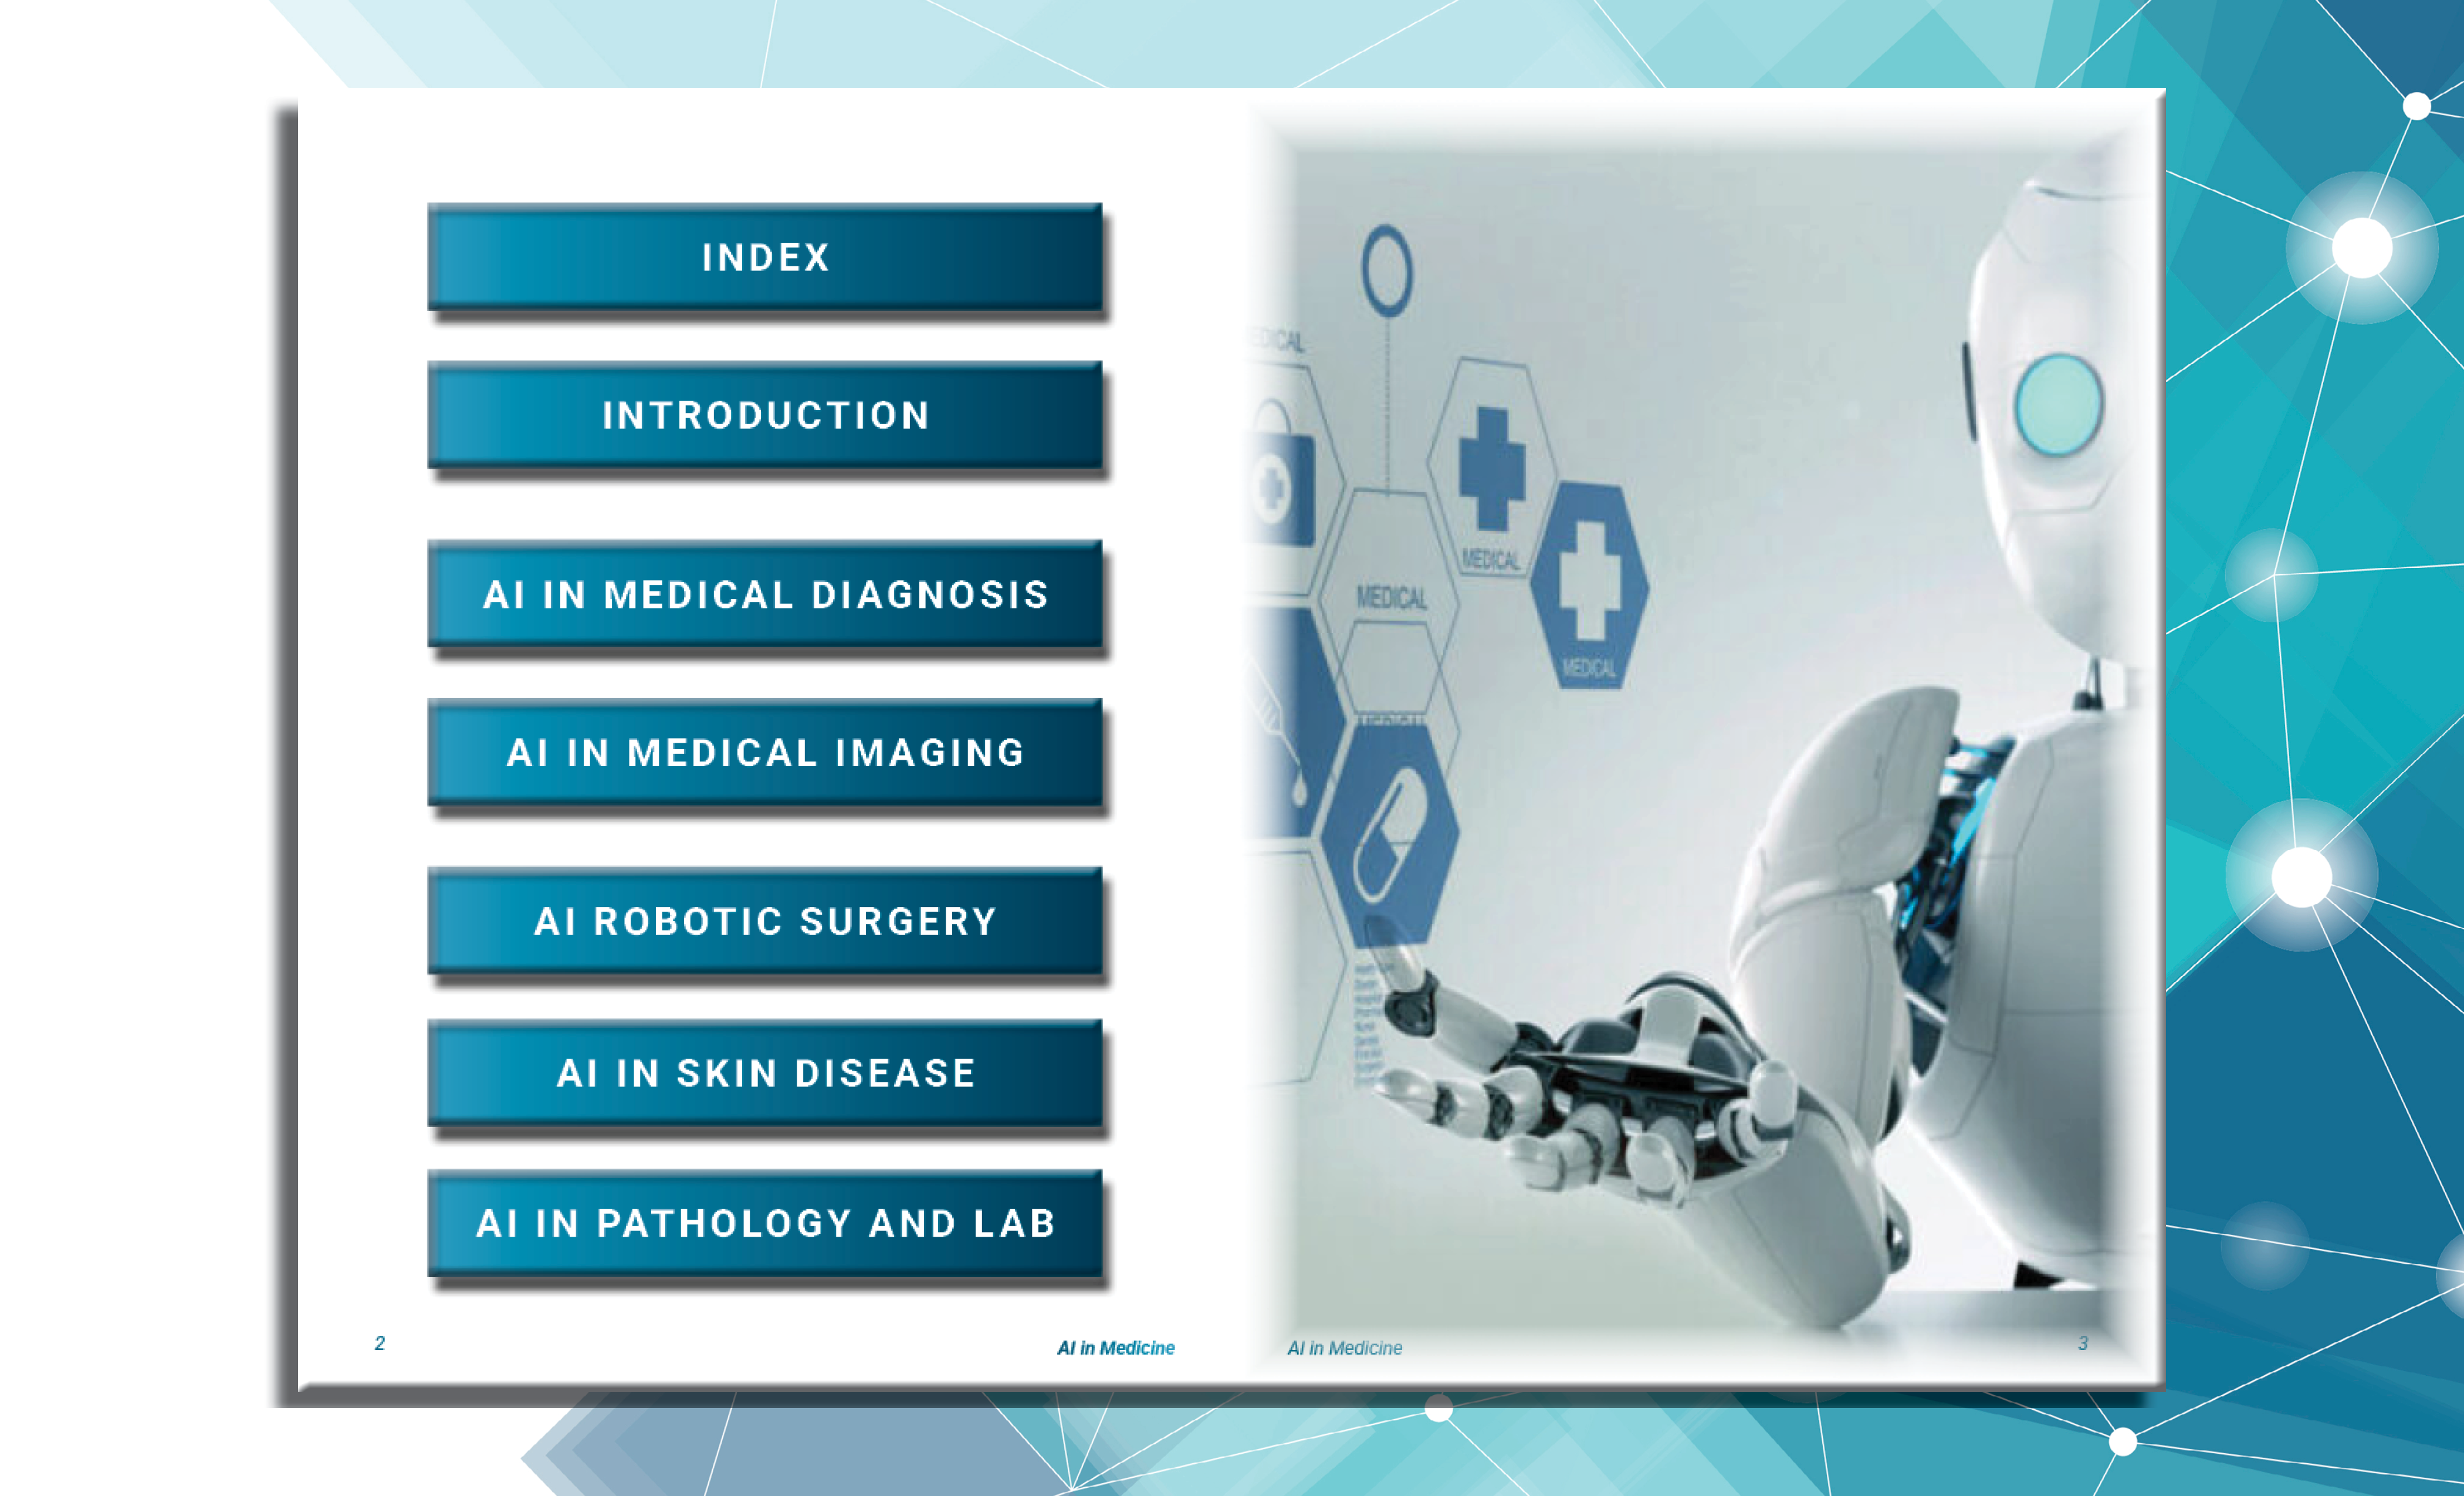 INDEX
INTRODUCTION
AI IN MEDICAL DIAGNOSIS
AI IN MEDICAL IMAGING
AI ROBOTIC SURGERY
AI IN SKIN DISEASE
AI IN PATHOLOGY AND LAB
2
AI in Medicine
MEDICAL
MEDICAL
MEDICAL
AI in Medicine
3